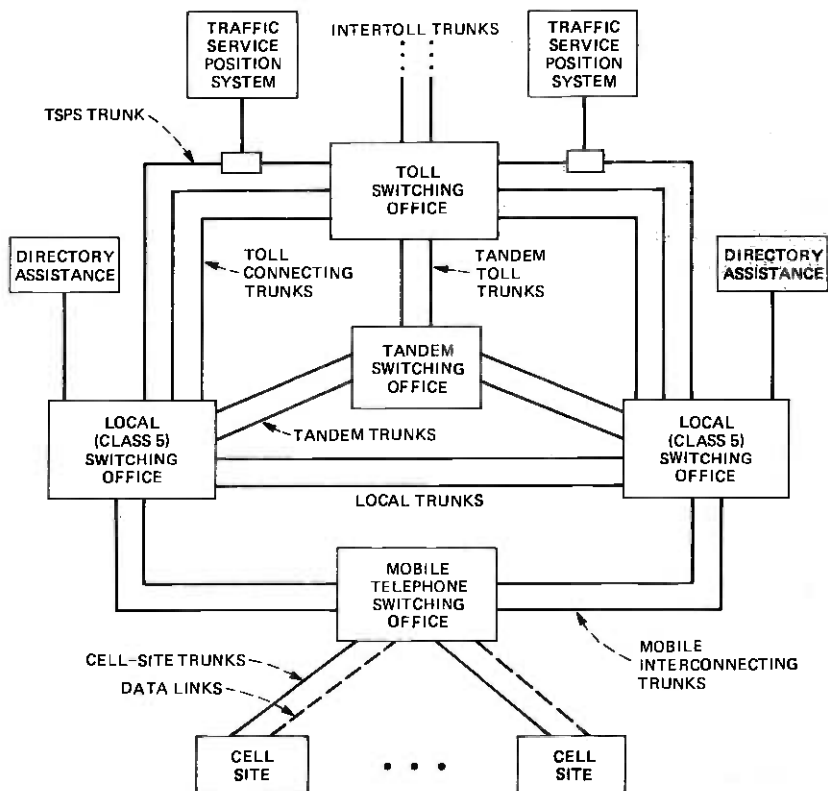 TRAFFIC
SERVICE
POSITION
SYSTEM
INTERTOLL TRUNKS
TRAFFIC
SERVICE
POSITION
SYSTEM
TSPS TRUNK
TOLL
SWITCHING
OFFICE
DIRECTORY
ASSISTANCE
TOLL
CONNECTING
TRUNKS
TANDEM
TOLL
TRUNKS
DIRECTORY
ASSISTANCE
TANDEM
SWITCHING
OFFICE
LOCAL
(CLASS 5)
SWITCHING
OFFICE
TANDEM TRUNKS
LOCAL
(CLASS 5)
SWITCHING
OFFICE
LOCAL TRUNKS
MOBILE
TELEPHONE
SWITCHING
OFFICE
CELL-SITE TRUNKS
DATA LINKS
MOBILE
INTERCONNECTING
TRUNKS
CELL
SITE
CELL
SITE